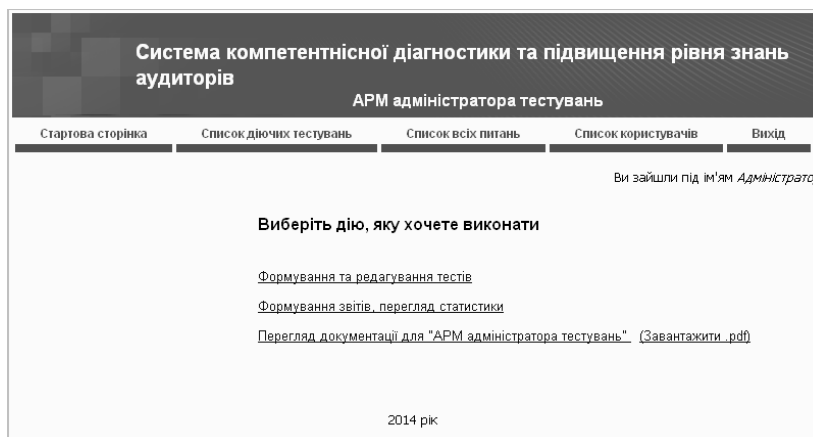 Система компетентнісної діагностики та підвищення рівня знань
аудиторів
АРМ адміністратора тестувань
Стартова сторінка Список діючих тестувань Список всіх питань Список користувачів Вихід
Ви зайшли під ім'ям
Виберіть дію, яку хочете виконати
Формування та редагування тестів
Формування звітів, перегляд статистики
Перегляд документації для "АРМ адміністратора тестувань" (Завантажити .pdf)
2014 рік